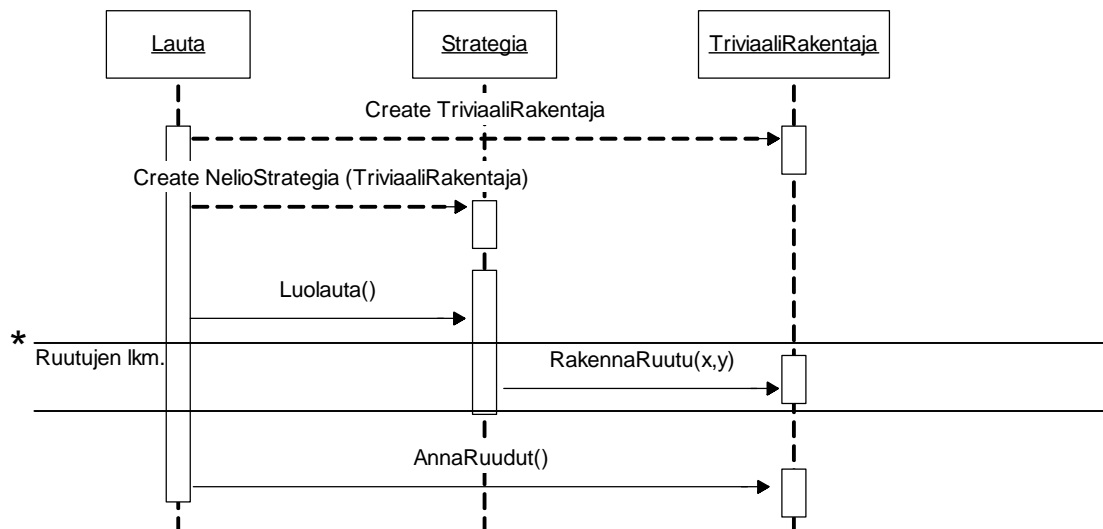 Lauta
Strategia
TriviaaliRakentaja
Create TriviaaliRakentaja
Create NelioStrategia (TriviaaliRakentaja)
Luolauta()
*
Ruutujen lkm.
RakennaRuutu(x,y)
AnnaRuudut()